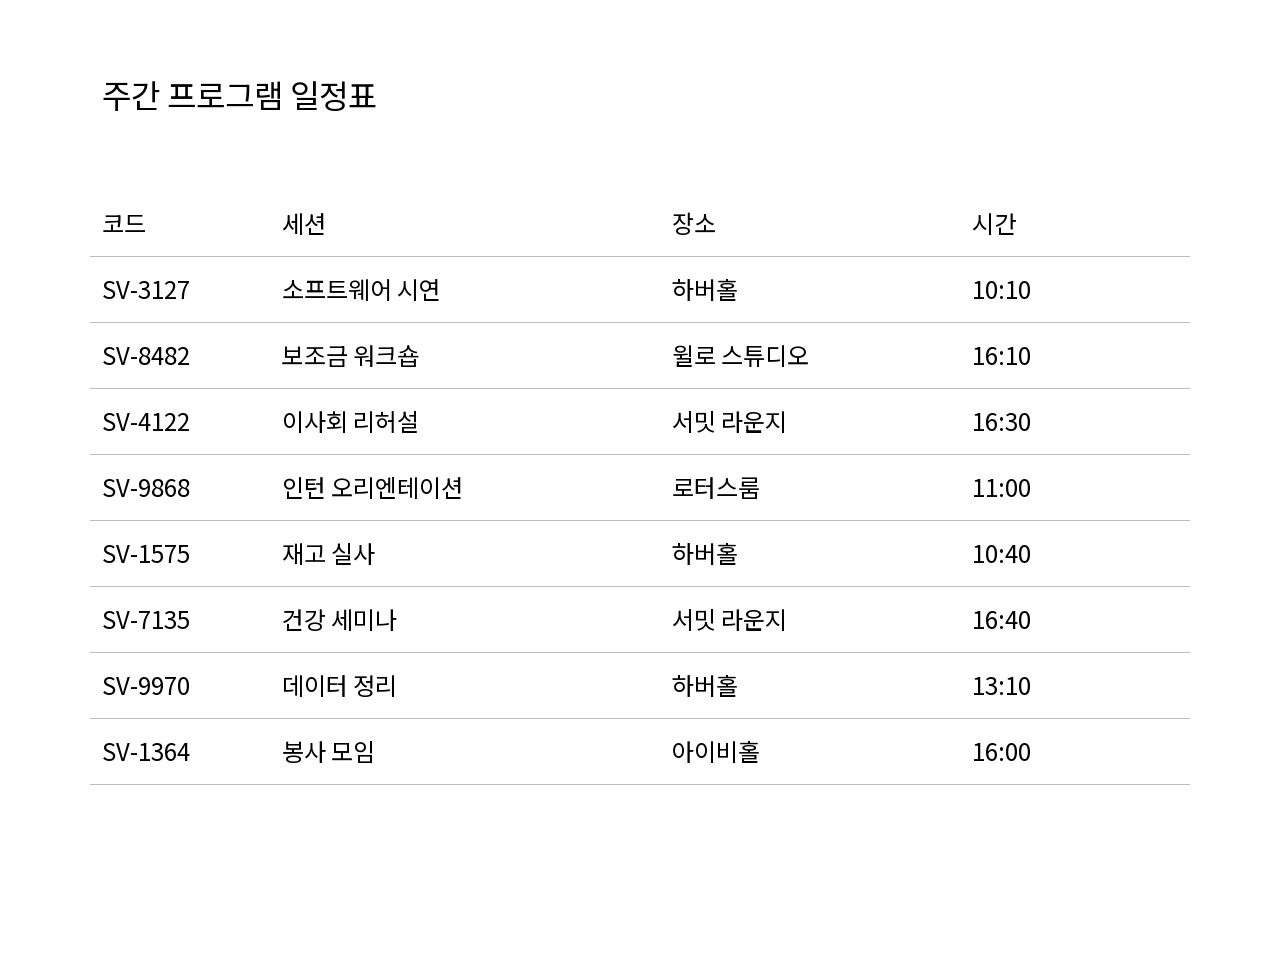 주간 프로그램 일정표
코드 세션 장소 시간
SV-3127 소프트웨어 시연 하버홀 10:10
SV-8482 보조금 워크숍 윌로 스튜디오 16:10
SV-4122 이사회 리허설 서밋 라운지 16:30
SV-9868 인턴 오리엔테이션 로터스룸 11:00
SV-1575 재고 실사 하버홀 10:40
SV-7135 건강 세미나 서밋 라운지 16:40
SV-9970 데이터 정리 하버홀 13:10
SV-1364 봉사 모임 아이비홀 16:00